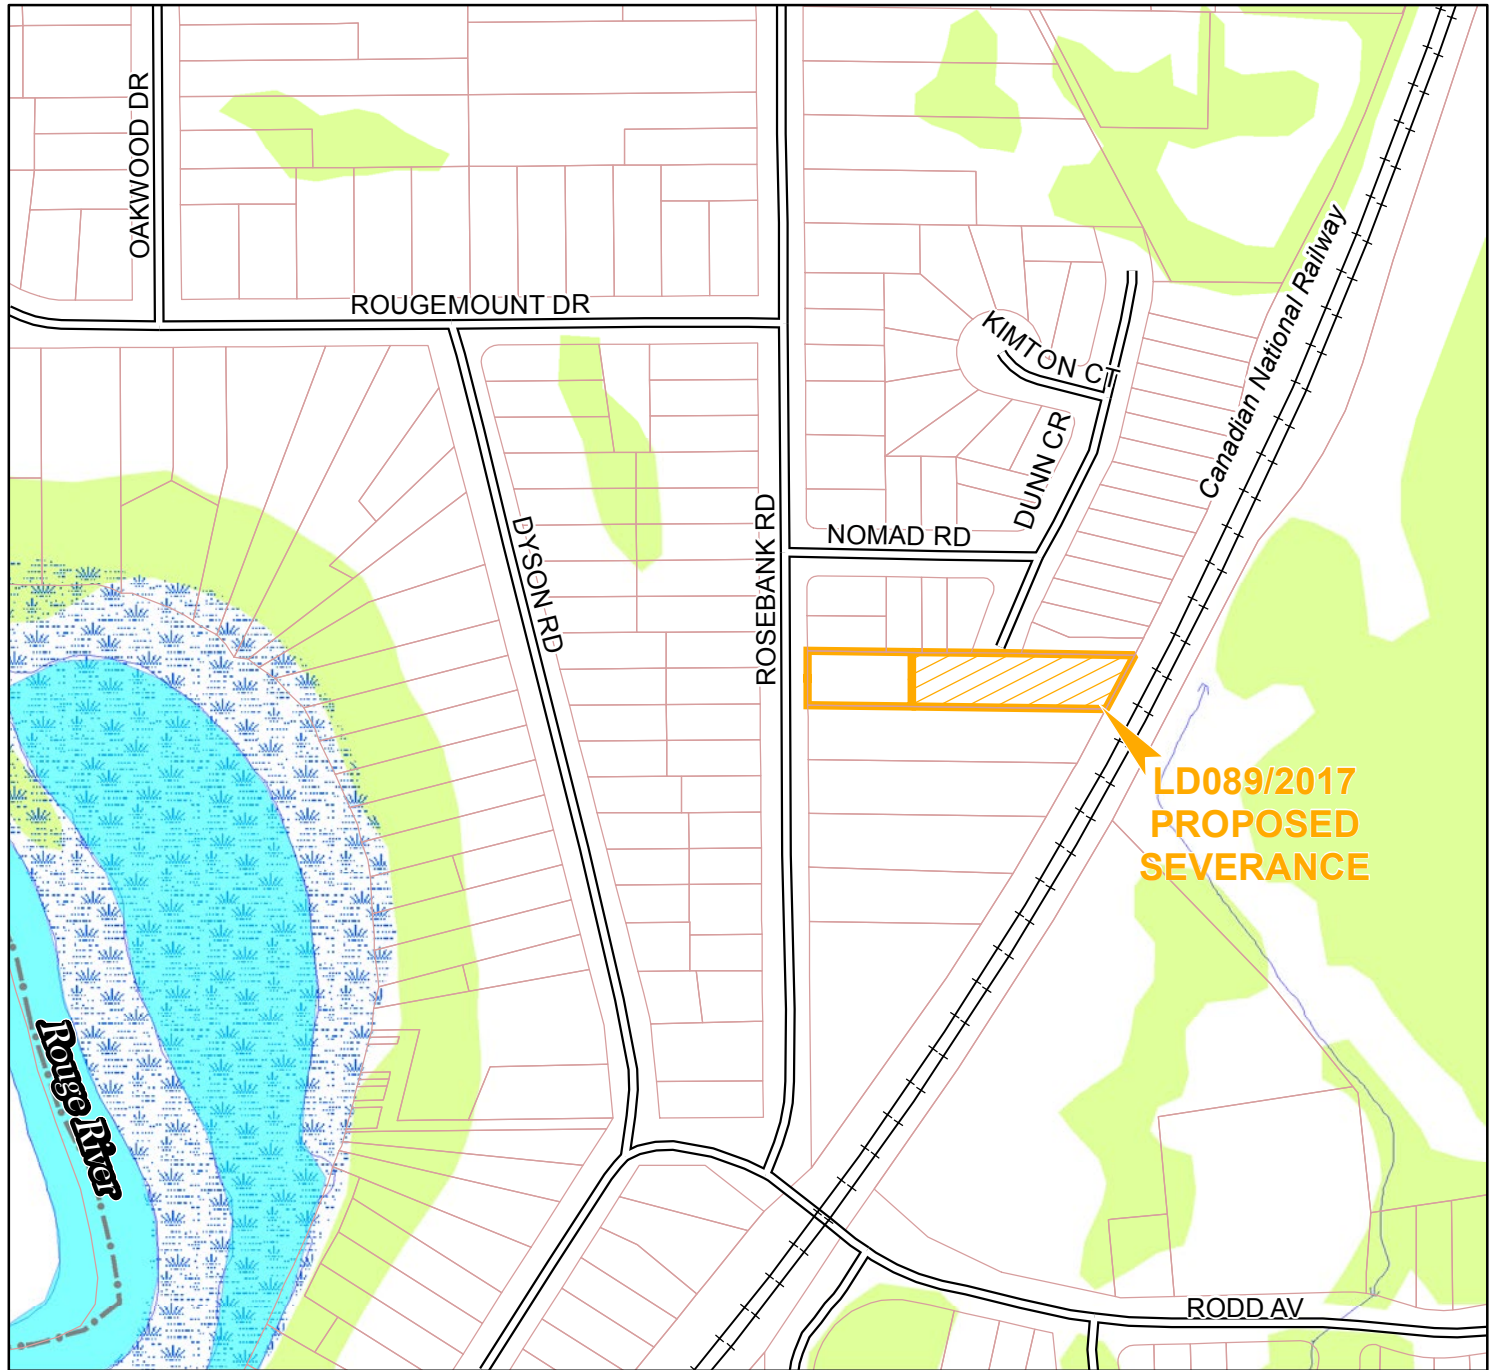 OAKWOOD DR
ROUGEMOUNT DR
Canadian National Railway
KIMTON CT
DUNN CR
NOMAD RD
DYSON RD
ROSEBANK RD
LD089/2017
PROPOSED
SEVERANCE
Rouge River
RODD AV